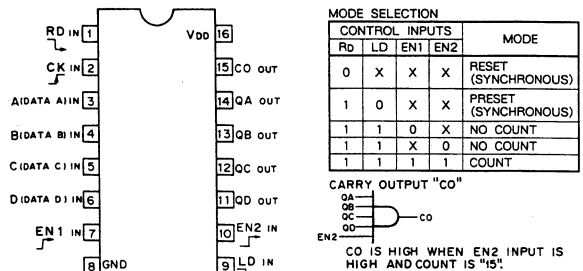 RD IN 1
CK IN 2
A(DATA A)IN 3
B(DATA B)IN 4
C(DATA C)IN 5
D(DATA D)IN 6
EN1 IN 7
8 GND
VDD 16
15 CO OUT
14 QA OUT
13 QB OUT
12 QC OUT
11 QD OUT
10 EN2 IN
9 LD IN
MODE SELECTION
CONTROL INPUTS MODE
RD LD EN1 EN2
0 X X X RESET
(SYNCHRONOUS)
1 0 X X PRESET
(SYNCHRONOUS)
1 1 0 X NO COUNT
1 1 X 0 NO COUNT
1 1 1 1 COUNT
CARRY OUTPUT "CO"
QA
QB
QC
QD
EN2
CO
CO IS HIGH WHEN EN2 INPUT IS
HIGH AND COUNT IS "15".